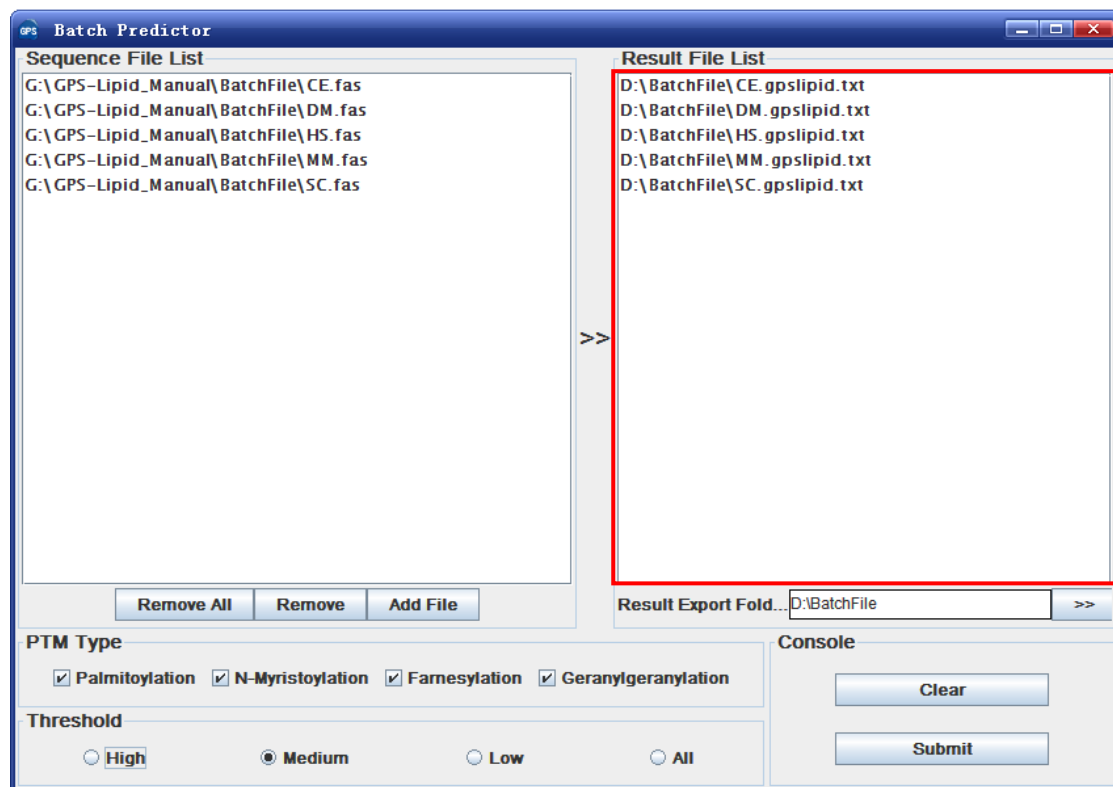 GPS Batch Predictor
Sequence File List
G:\GPS-Lipid_Manual\BatchFile\CE.fas
G:\GPS-Lipid_Manual\BatchFile\DM.fas
G:\GPS-Lipid_Manual\BatchFile\HS.fas
G:\GPS-Lipid_Manual\BatchFile\MM.fas
G:\GPS-Lipid_Manual\BatchFile\SC.fas
Remove All Remove Add File
>>
Result File List
D:\BatchFile\CE.gpslipid.txt
D:\BatchFile\DM.gpslipid.txt
D:\BatchFile\HS.gpslipid.txt
D:\BatchFile\MM.gpslipid.txt
D:\BatchFile\SC.gpslipid.txt
Result Export Fold... D:\BatchFile >>
PTM Type
Palmitoylation N-Myristoylation Farnesylation Geranylgeranylation
Threshold
High Medium Low All
Console
Clear
Submit